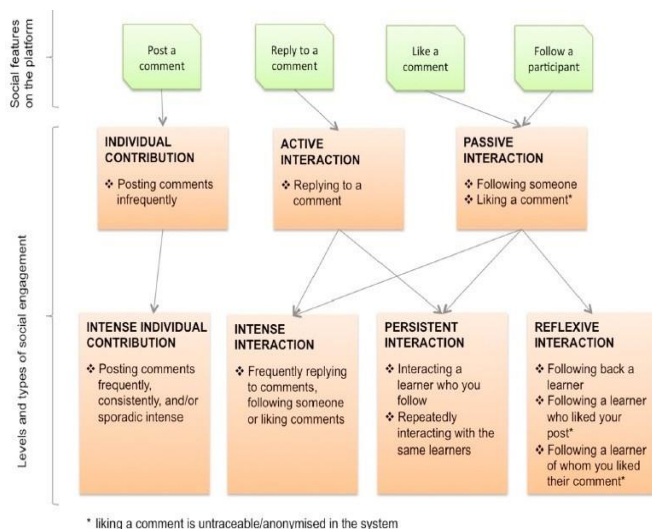 Social features
on the platform
Post a
comment
Reply to a
comment
Like a
comment
Follow a
participant
Levels and types of social engagement
INDIVIDUAL
CONTRIBUTION
❖ Posting comments
infrequently
ACTIVE
INTERACTION
❖ Replying to a
comment
PASSIVE
INTERACTION
❖ Following someone
❖ Liking a comment*
INTENSE INDIVIDUAL
CONTRIBUTION
❖ Posting comments
frequently,
consistently, and/or
sporadic intense
INTENSE
INTERACTION
❖ Frequently replying
to comments,
following someone
or liking comments
PERSISTENT
INTERACTION
❖ Interacting a
learner who you
follow
❖ Repeatedly
interacting with the
same learners
REFLEXIVE
INTERACTION
❖ Following back a
learner
❖ Following a learner
who liked your
post*
❖ Following a learner
of whom you liked
their comment*
* liking a comment is untraceable/anonymised in the system